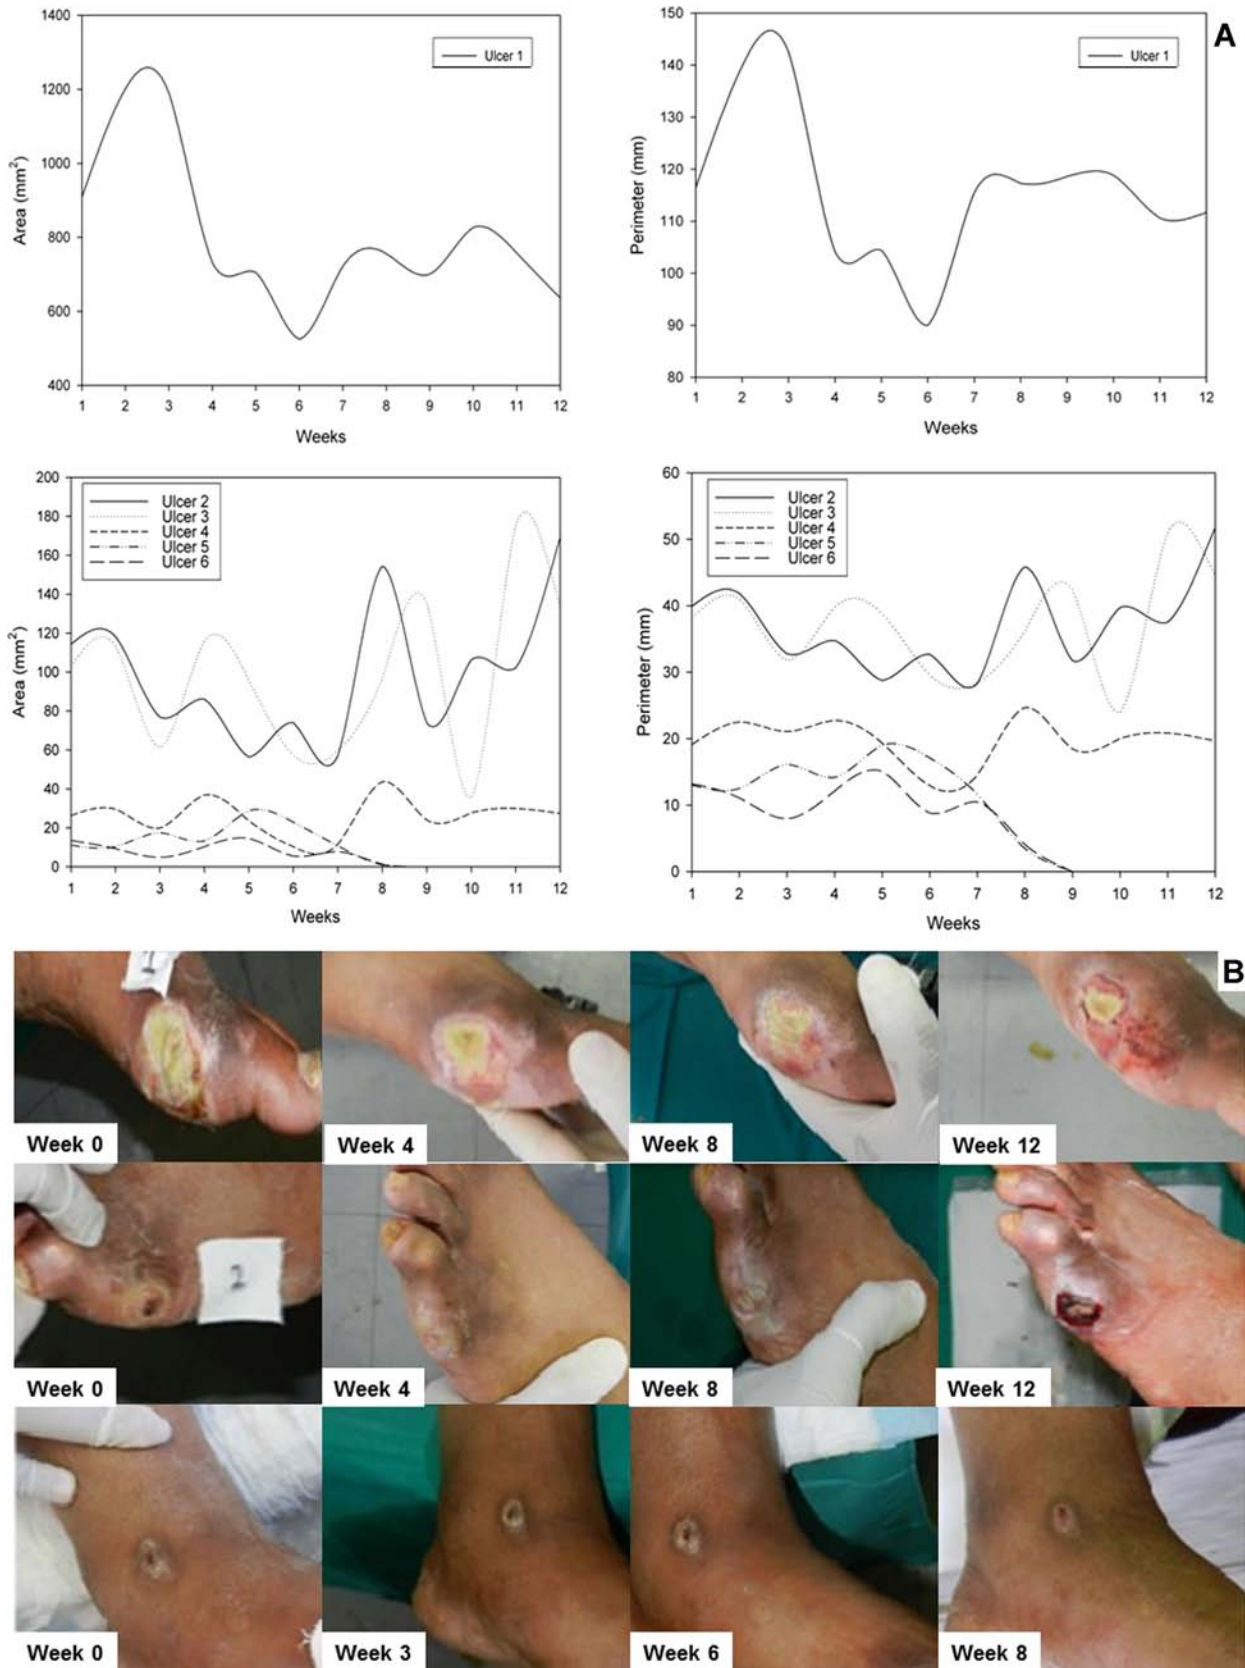 A
1400
1200
1000
800
600
400
Area (mm²)
Ulcer 1
1 2 3 4 5 6 7 8 9 10 11 12
Weeks
150
140
130
120
110
100
90
80
Perimeter (mm)
Ulcer 1
1 2 3 4 5 6 7 8 9 10 11 12
Weeks
200
180
160
140
120
100
80
60
40
20
0
Area (mm²)
Ulcer 2
Ulcer 3
Ulcer 4
Ulcer 5
Ulcer 6
1 2 3 4 5 6 7 8 9 10 11 12
Weeks
60
50
40
30
20
10
0
Perimeter (mm)
Ulcer 2
Ulcer 3
Ulcer 4
Ulcer 5
Ulcer 6
1 2 3 4 5 6 7 8 9 10 11 12
Weeks
B
1
Week 0 Week 4 Week 8 Week 12
2
Week 0 Week 4 Week 8 Week 12
Week 0 Week 3 Week 6 Week 8